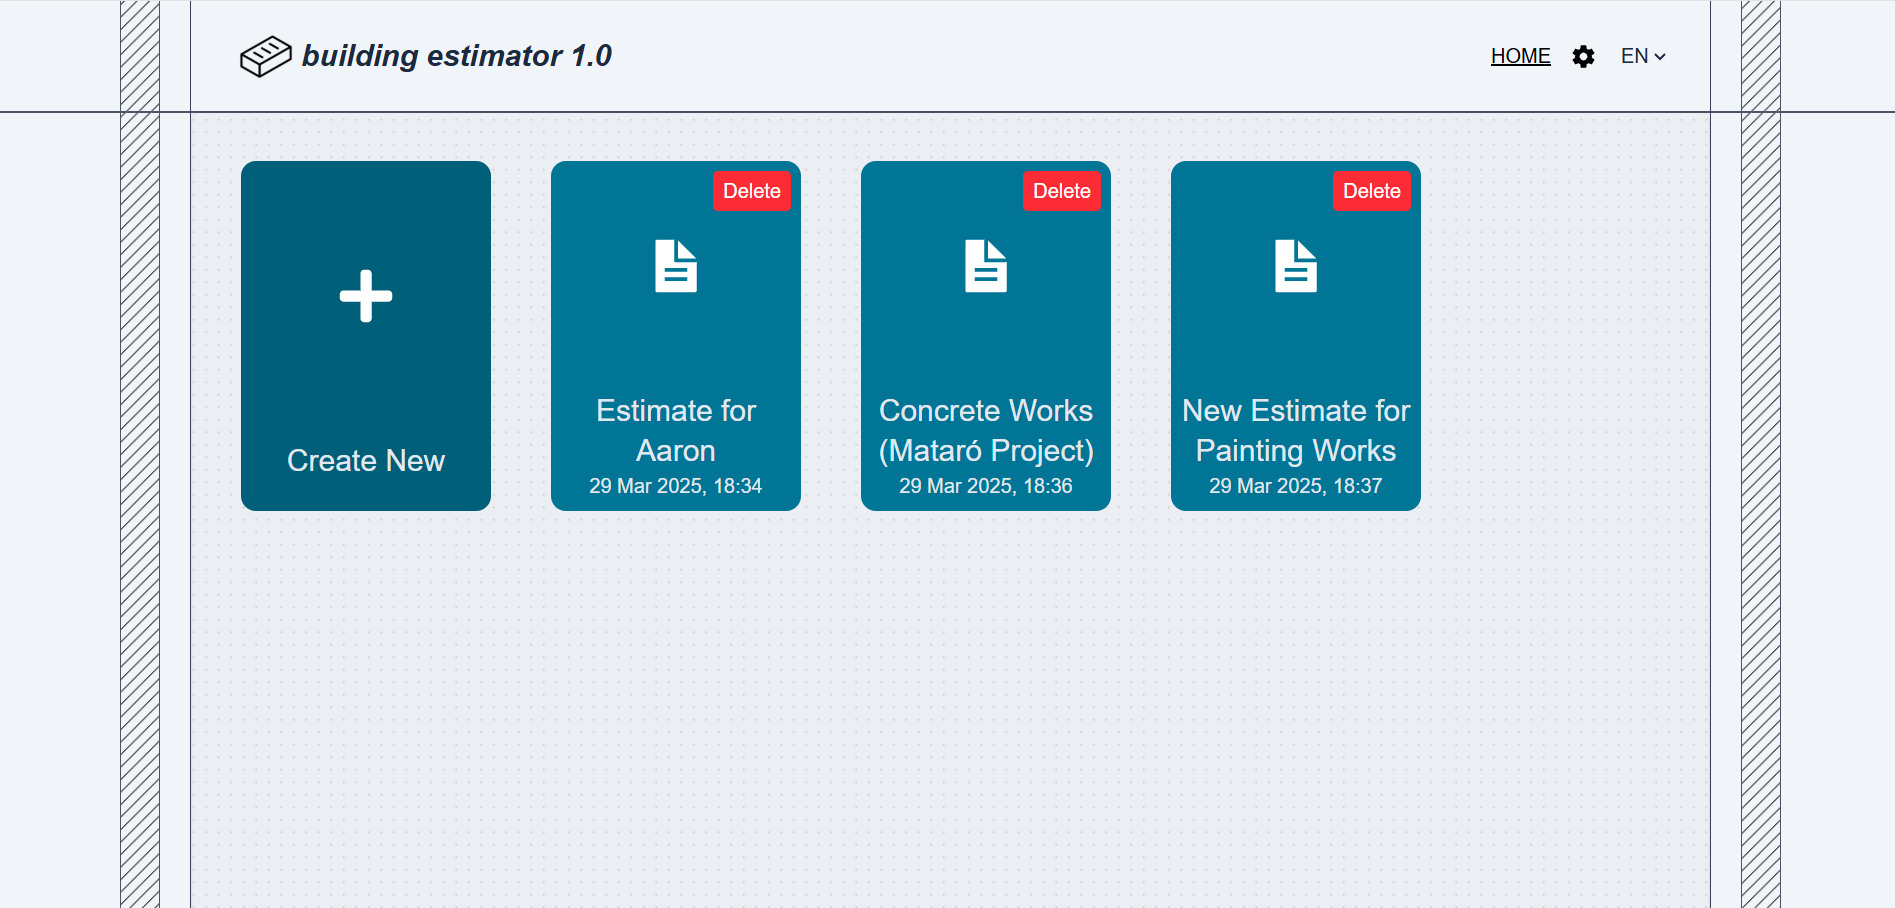 building estimator 1.0
HOME
EN
Create New
Delete
Estimate for
Aaron
29 Mar 2025, 18:34
Delete
Concrete Works
(Mataró Project)
29 Mar 2025, 18:36
Delete
New Estimate for
Painting Works
29 Mar 2025, 18:37